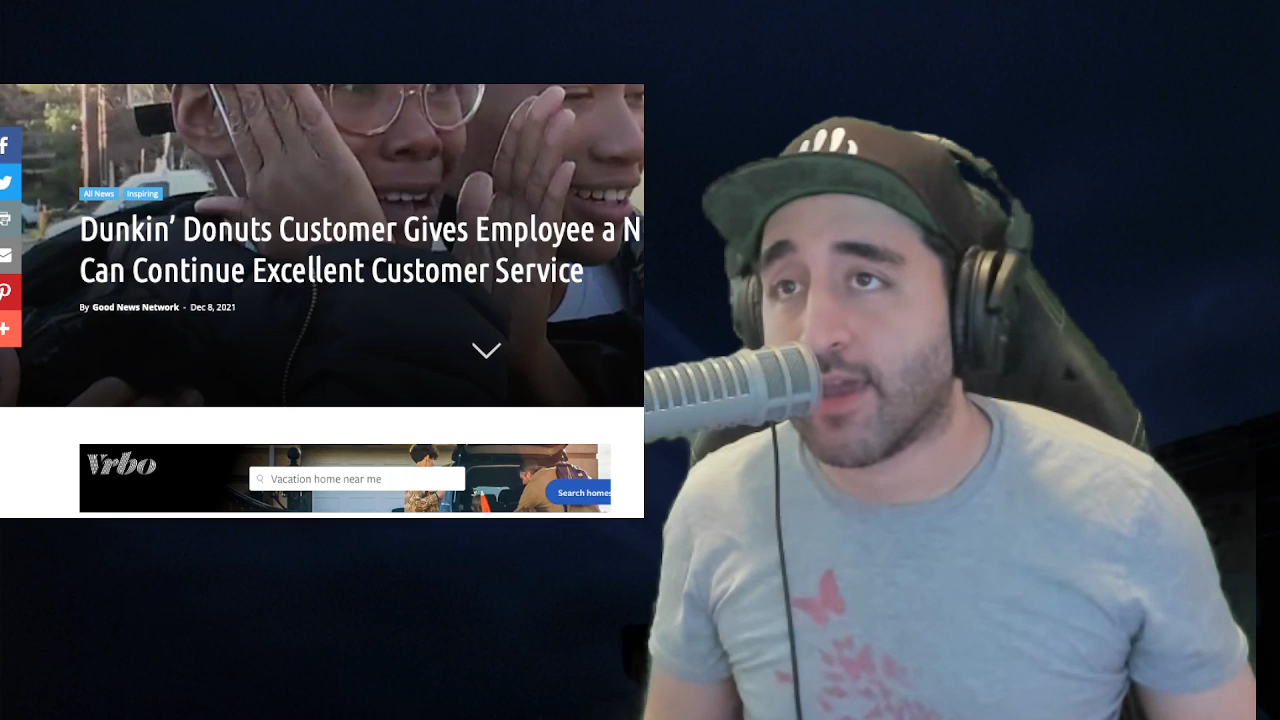 All News Inspiring
Dunkin’ Donuts Customer Gives Employee a N
Can Continue Excellent Customer Service
By Good News Network - Dec 8, 2021
Vrbo
Vacation home near me
Search homes